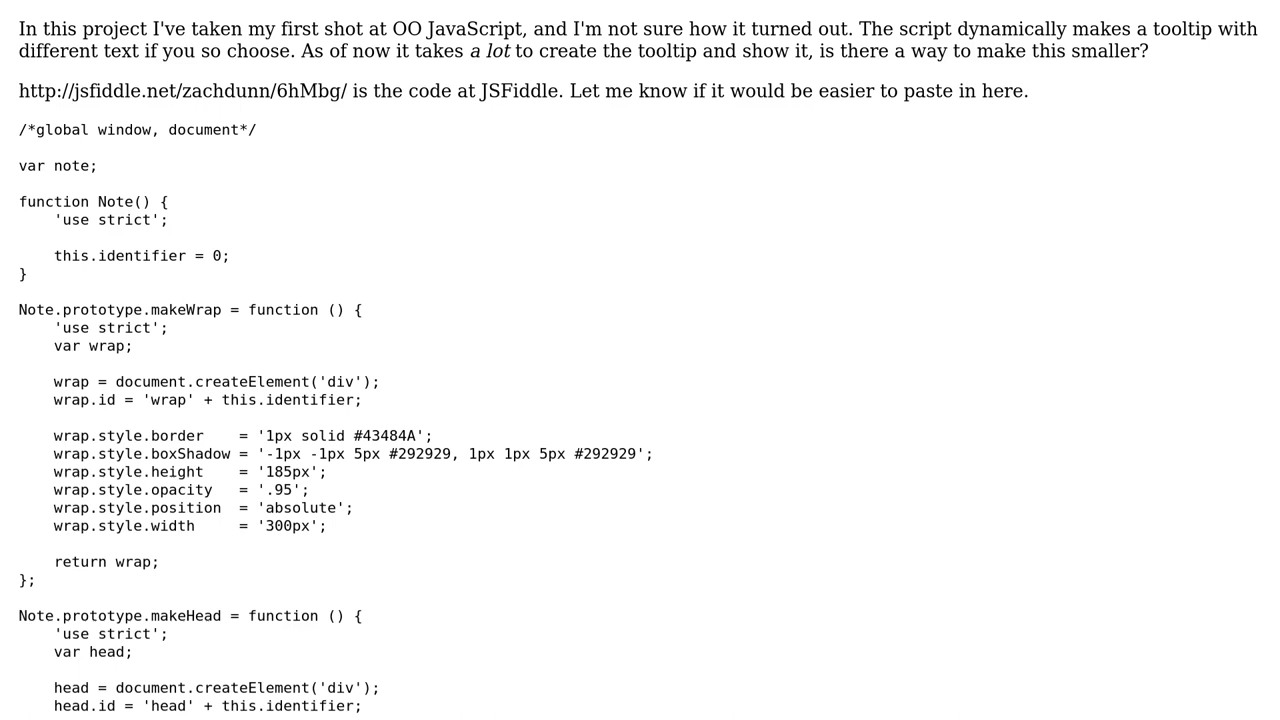 In this project I've taken my first shot at OO JavaScript, and I'm not sure how it turned out. The script dynamically makes a tooltip with
different text if you so choose. As of now it takes a lot to create the tooltip and show it, is there a way to make this smaller?
http://jsfiddle.net/zachdunn/6hMbg/ is the code at JSFiddle. Let me know if it would be easier to paste in here.
/*global window, document*/
var note;
function Note() {
    'use strict';
    this.identifier = 0;
}
Note.prototype.makeWrap = function () {
    'use strict';
    var wrap;
    wrap = document.createElement('div');
    wrap.id = 'wrap' + this.identifier;
    wrap.style.border    = '1px solid #43484A';
    wrap.style.boxShadow = '-1px -1px 5px #292929, 1px 1px 5px #292929';
    wrap.style.height    = '185px';
    wrap.style.opacity   = '.95';
    wrap.style.position  = 'absolute';
    wrap.style.width     = '300px';
    return wrap;
};
Note.prototype.makeHead = function () {
    'use strict';
    var head;
    head = document.createElement('div');
    head.id = 'head' + this.identifier;